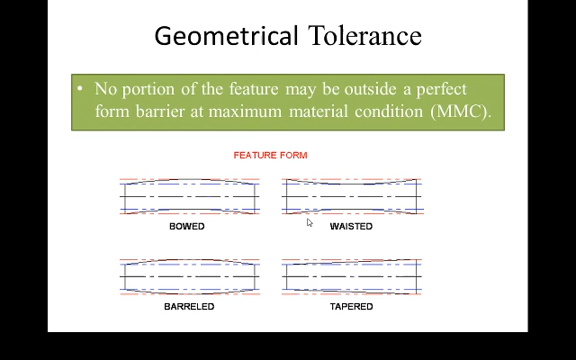 Geometrical Tolerance
• No portion of the feature may be outside a perfect
form barrier at maximum material condition (MMC).
FEATURE FORM
BOWED
WAISTED
BARRELED
TAPERED